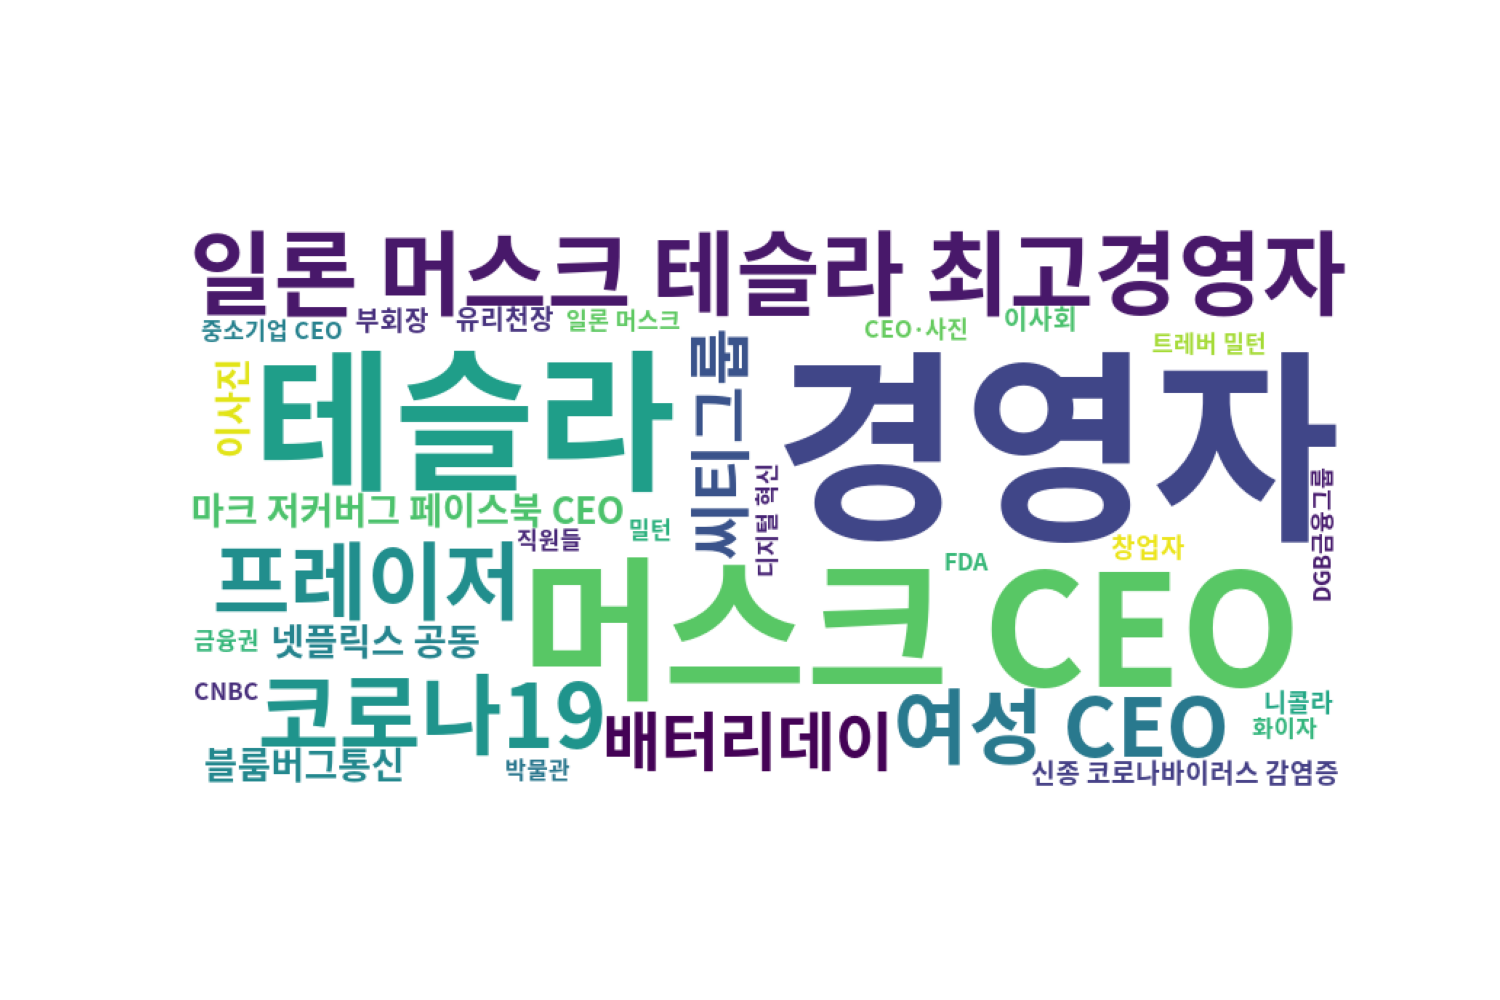 일론 머스크 테슬라 최고경영자
중소기업 CEO
부회장
유리천장
일론 머스크
CEO·사진
이사회
트레버 밀턴
이사진
테슬라
씨티그룹
경영자
디지털 혁신
DGB금융그룹
마크 저커버그 페이스북 CEO
직원들
밀턴
프레이저
머스크 CEO
FDA
창업자
금융권
넷플릭스 공동
CNBC
코로나19
배터리데이
여성 CEO
니콜라
화이자
블룸버그통신
박물관
신종 코로나바이러스 감염증